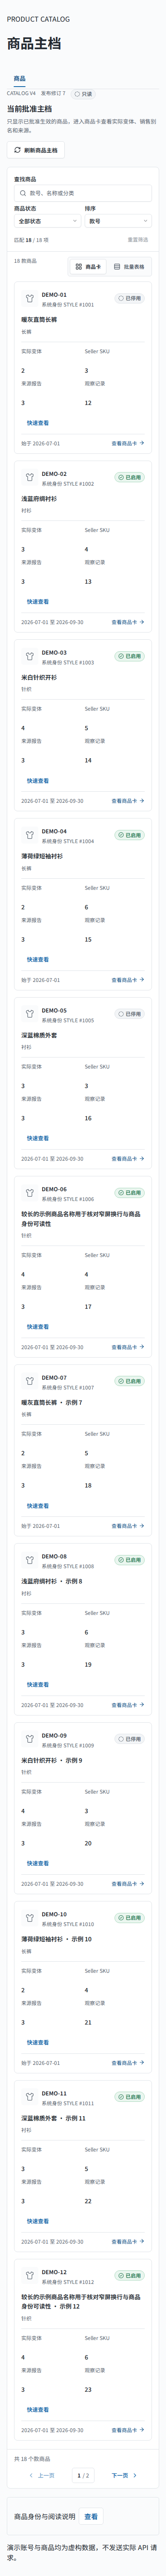 PRODUCT CATALOG
商品主档
商品
CATALOG V4 发布修订 7 只读
当前批准主档
只显示已批准生效的商品，进入商品卡查看实际变体、销售别
名和来源。
刷新商品主档
查找商品
款号、名称或分类
商品状态 排序
全部状态 款号
匹配 18 / 18 项 重置筛选
18 款商品 商品卡 批量表格
DEMO-01 已停用
系统身份 STYLE #1001
暖灰直筒长裤
长裤
实际变体 Seller SKU
2 3
来源报告 观察记录
3 12
快速查看
始于 2026-07-01 查看商品卡
DEMO-02 已启用
系统身份 STYLE #1002
浅蓝府绸衬衫
衬衫
实际变体 Seller SKU
3 4
来源报告 观察记录
3 13
快速查看
2026-07-01 至 2026-09-30 查看商品卡
DEMO-03 已启用
系统身份 STYLE #1003
米白针织开衫
针织
实际变体 Seller SKU
4 5
来源报告 观察记录
3 14
快速查看
2026-07-01 至 2026-09-30 查看商品卡
DEMO-04 已启用
系统身份 STYLE #1004
薄荷绿短袖衬衫
长裤
实际变体 Seller SKU
2 6
来源报告 观察记录
3 15
快速查看
始于 2026-07-01 查看商品卡
DEMO-05 已停用
系统身份 STYLE #1005
深蓝棉质外套
衬衫
实际变体 Seller SKU
3 3
来源报告 观察记录
3 16
快速查看
2026-07-01 至 2026-09-30 查看商品卡
DEMO-06 已启用
系统身份 STYLE #1006
较长的示例商品名称用于核对窄屏换行与商品
身份可读性
针织
实际变体 Seller SKU
4 4
来源报告 观察记录
3 17
快速查看
2026-07-01 至 2026-09-30 查看商品卡
DEMO-07 已启用
系统身份 STYLE #1007
暖灰直筒长裤 · 示例 7
长裤
实际变体 Seller SKU
2 5
来源报告 观察记录
3 18
快速查看
始于 2026-07-01 查看商品卡
DEMO-08 已启用
系统身份 STYLE #1008
浅蓝府绸衬衫 · 示例 8
衬衫
实际变体 Seller SKU
3 6
来源报告 观察记录
3 19
快速查看
2026-07-01 至 2026-09-30 查看商品卡
DEMO-09 已停用
系统身份 STYLE #1009
米白针织开衫 · 示例 9
针织
实际变体 Seller SKU
4 3
来源报告 观察记录
3 20
快速查看
2026-07-01 至 2026-09-30 查看商品卡
DEMO-10 已启用
系统身份 STYLE #1010
薄荷绿短袖衬衫 · 示例 10
长裤
实际变体 Seller SKU
2 4
来源报告 观察记录
3 21
快速查看
始于 2026-07-01 查看商品卡
DEMO-11 已启用
系统身份 STYLE #1011
深蓝棉质外套 · 示例 11
衬衫
实际变体 Seller SKU
3 5
来源报告 观察记录
3 22
快速查看
2026-07-01 至 2026-09-30 查看商品卡
DEMO-12 已启用
系统身份 STYLE #1012
较长的示例商品名称用于核对窄屏换行与商品
身份可读性 · 示例 12
针织
实际变体 Seller SKU
4 6
来源报告 观察记录
3 23
快速查看
2026-07-01 至 2026-09-30 查看商品卡
共 18 个款商品
上一页 1 / 2 下一页
商品身份与阅读说明 查看
演示账号与商品均为虚构数据，不发送实际 API 请
求。